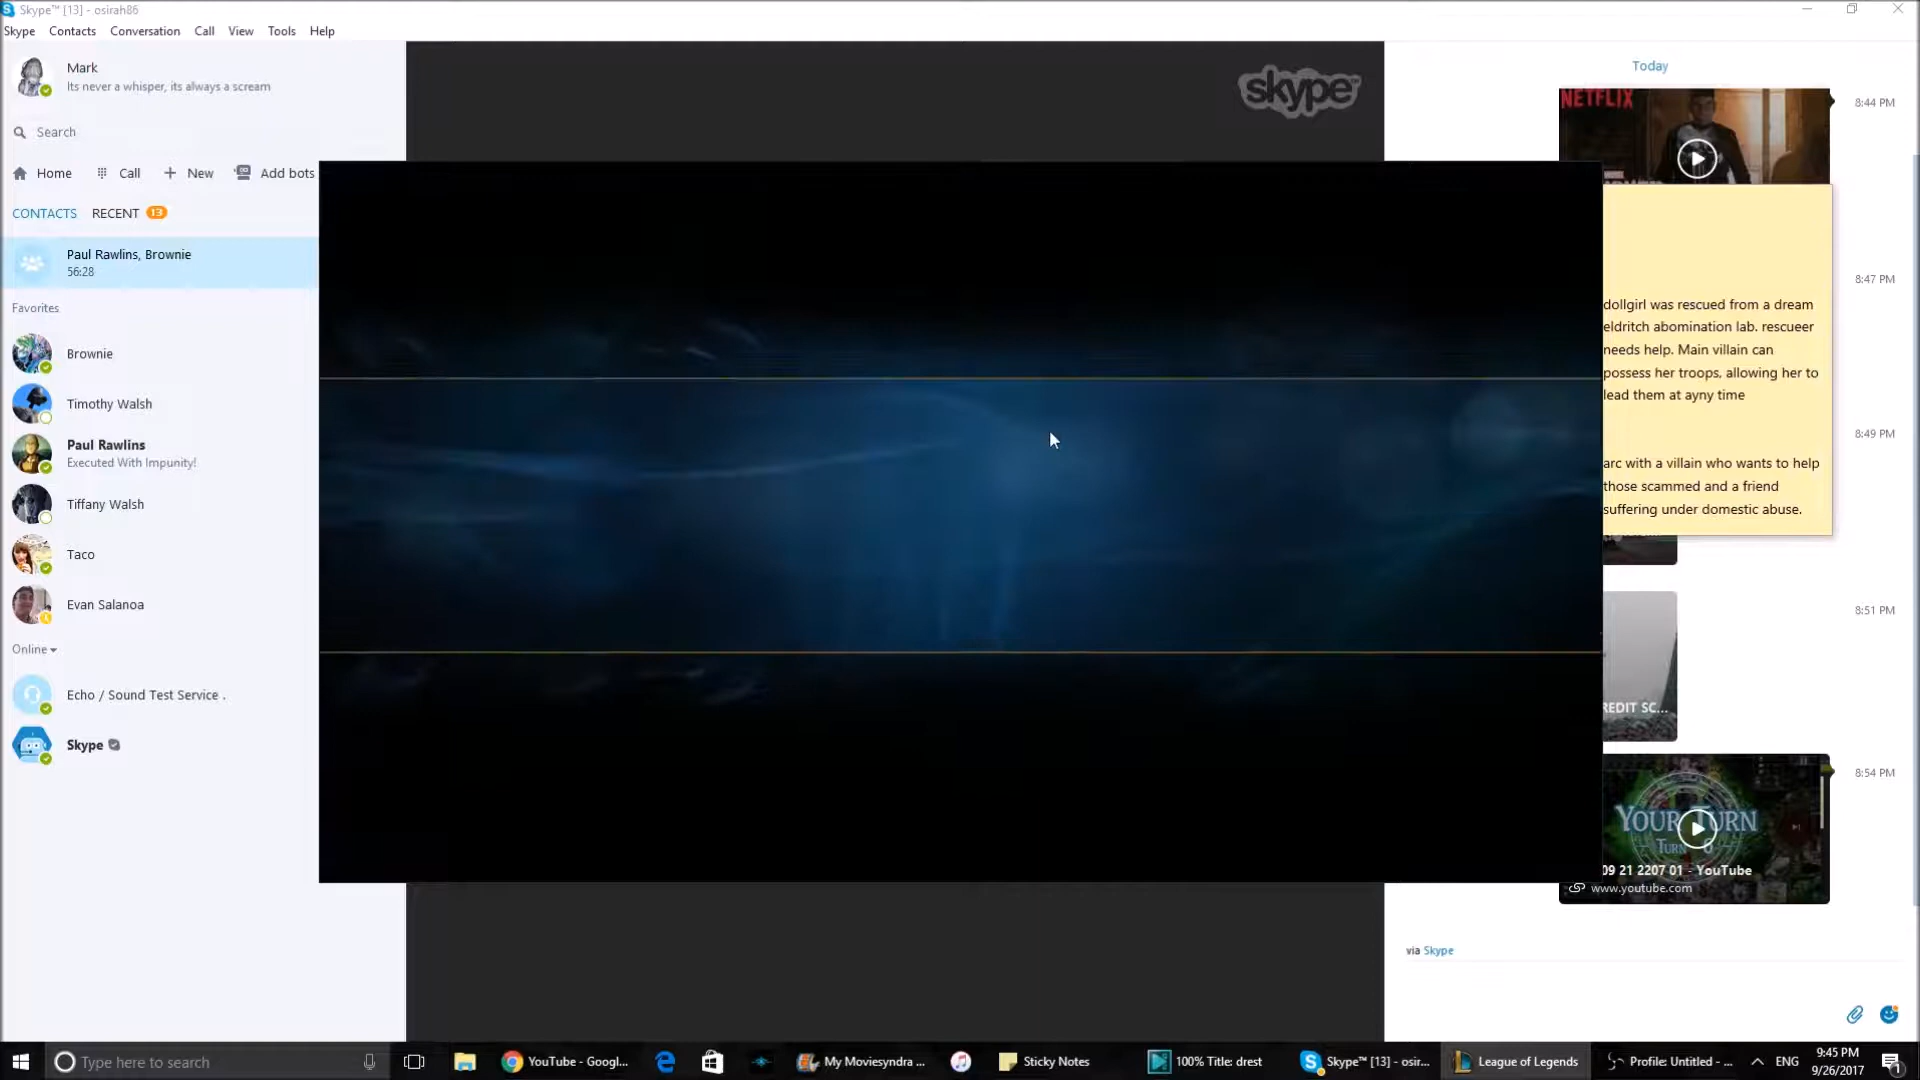 Skype™ [13] - osirah86
Skype Contacts Conversation Call View Tools Help
Mark
Its never a whisper, its always a scream
Search
Home Call New Add bots
CONTACTS RECENT 13
Paul Rawlins, Brownie
56:28
Favorites
Brownie
Timothy Walsh
Paul Rawlins
Executed With Impunity!
Tiffany Walsh
Taco
Evan Salanoa
Online
Echo / Sound Test Service .
Skype
skype™
Today
NETFLIX
8:44 PM
8:47 PM
dollgirl was rescued from a dream
eldritch abomination lab. rescueer
needs help. Main villain can
possess her troops, allowing her to
lead them at ayny time
8:49 PM
arc with a villain who wants to help
those scammed and a friend
suffering under domestic abuse.
8:51 PM
REDIT SC...
8:54 PM
YOUR TURN
09 21 2207 01 - YouTube
www.youtube.com
via Skype
Type here to search
YouTube - Googl...
My Moviesyndra ...
Sticky Notes
100% Title: drest
Skype™ [13] - osir...
League of Legends
Profile: Untitled - ...
ENG
9:45 PM
9/26/2017
1